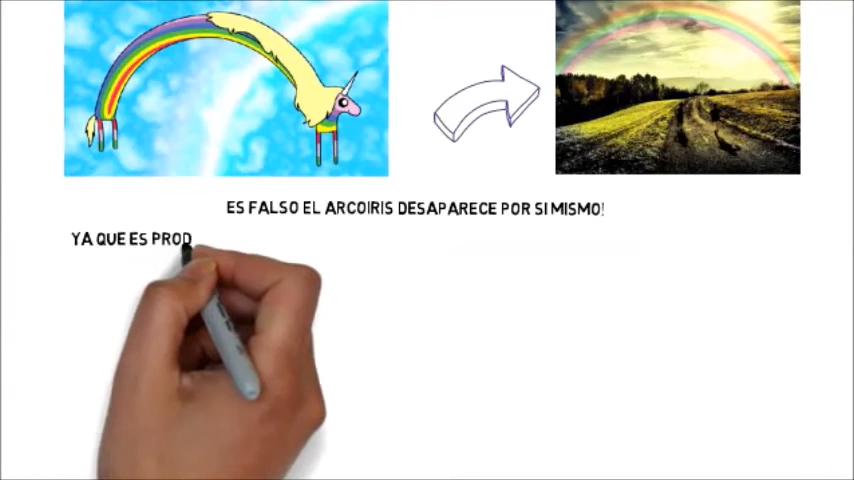 ES FALSO EL ARCOIRIS DESAPARECE POR SI MISMO!
YA QUE ES PROD